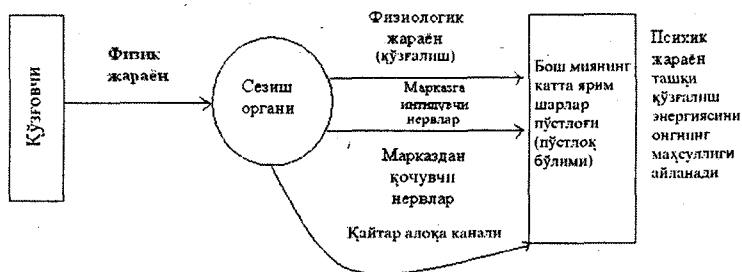 Қўзғовчи
Физик
жараён
Сезиш
органи
Физиологик
жараён
(қўзғалиш)
Марказга
интилувчи
нервлар
Марказдан
қочувчи
нервлар
Қайтар алоқа канали
Бош миянинг
катта ярим
шарлар
пўстлоғи
(пўстлоқ
бўлими)
Психик
жараён
ташқи
қўзғалиш
энергиясини
онгнинг
маҳсуллиги
айланади